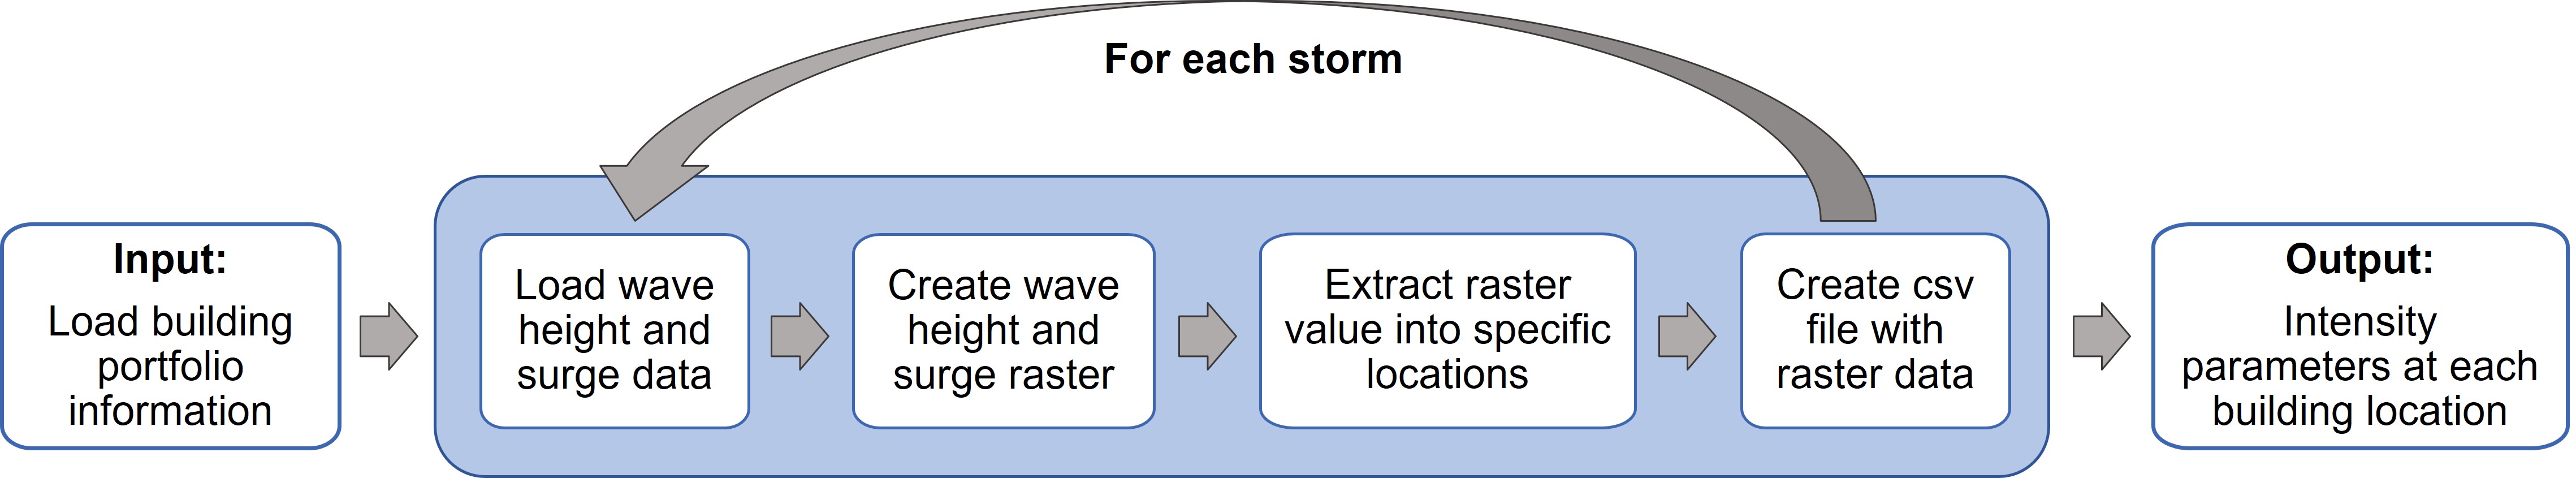 For each storm
Input:
Load building
portfolio
information
Load wave
height and
surge data
Create wave
height and
surge raster
Extract raster
value into specific
locations
Create csv
file with
raster data
Output:
Intensity
parameters at each
building location